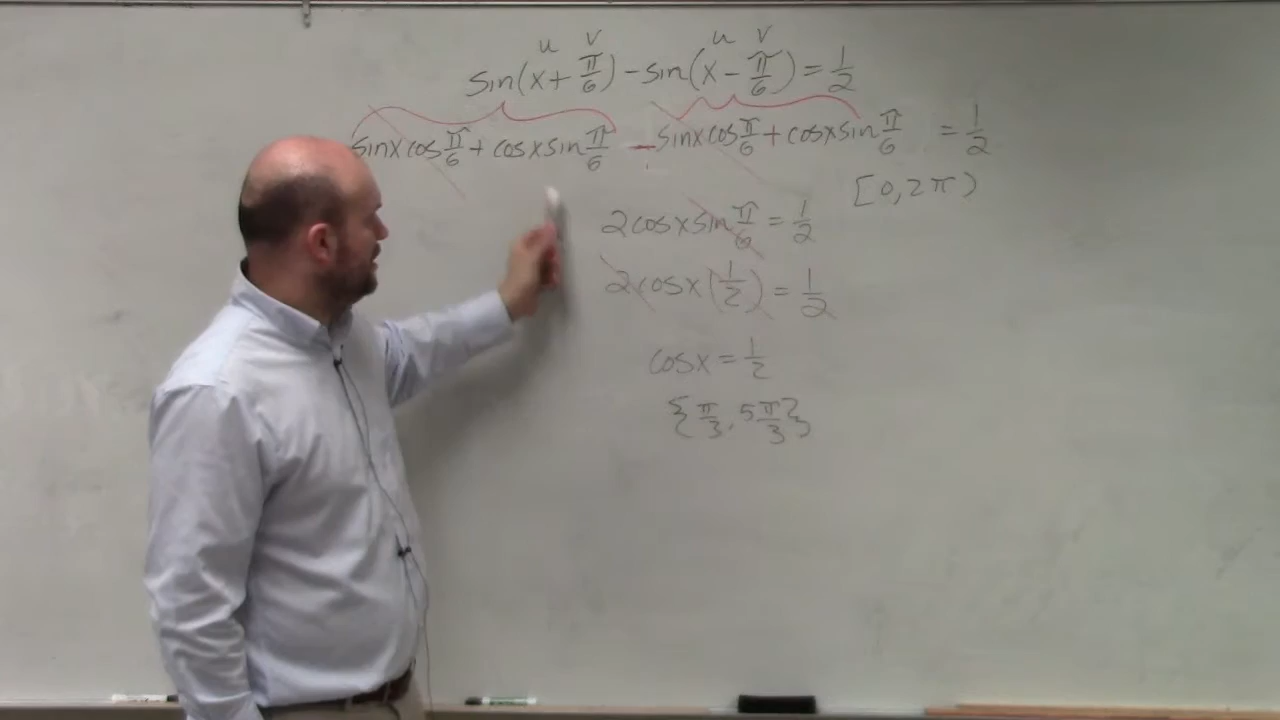 u v u v
sin(x + π/6) - sin(x - π/6) = 1/2
sinx cos π/6 + cosx sin π/6 - sinx cos π/6 + cosx sin π/6 = 1/2
[0, 2π)
2cosx sin π/6 = 1/2
2cosx (1/2) = 1/2
cosx = 1/2
{π/3, 5π/3}